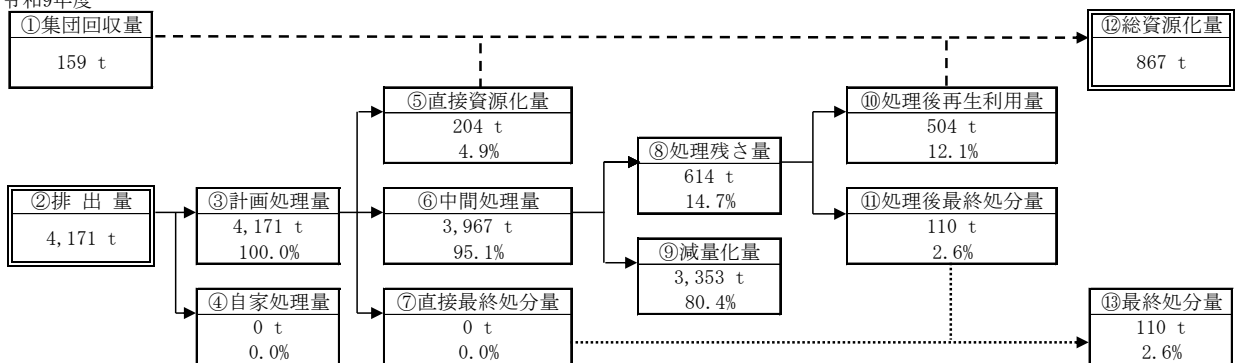 令和9年度
①集団回収量
159 t
⑫総資源化量
867 t
⑤直接資源化量
204 t
4.9%
⑩処理後再生利用量
504 t
12.1%
⑧処理残さ量
614 t
14.7%
②排 出 量
4,171 t
③計画処理量
4,171 t
100.0%
⑥中間処理量
3,967 t
95.1%
⑪処理後最終処分量
110 t
2.6%
⑨減量化量
3,353 t
80.4%
④自家処理量
0 t
0.0%
⑦直接最終処分量
0 t
0.0%
⑬最終処分量
110 t
2.6%